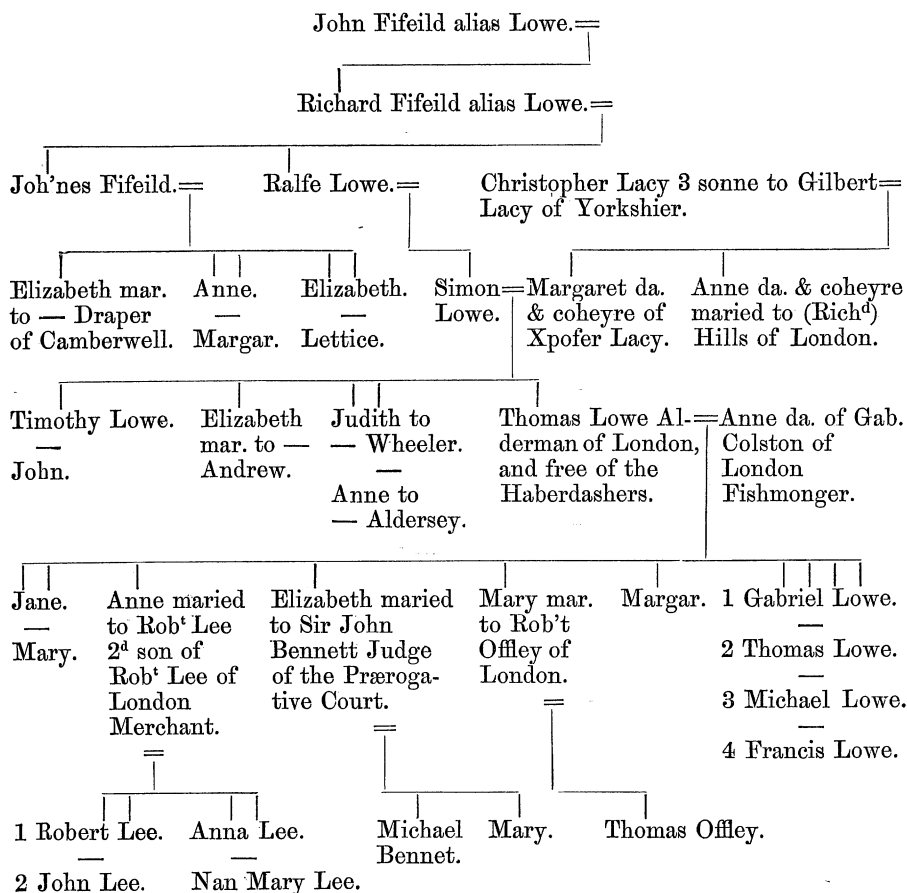 John Fifeild alias Lowe.=
Richard Fifeild alias Lowe.=
Joh'nes Fifeild.=
Ralfe Lowe.=
Christopher Lacy 3 sonne to Gilbert=
Lacy of Yorkshier.
Elizabeth mar.
to — Draper
of Camberwell.
Anne.
—
Margar.
Elizabeth.
—
Lettice.
Simon=
Lowe.
Margaret da.
& coheyre of
Xpofer Lacy.
Anne da. & coheyre
maried to (Richᵈ)
Hills of London.
Timothy Lowe.
—
John.
Elizabeth
mar. to —
Andrew.
Judith to
— Wheeler.
—
Anne to
— Aldersey.
Thomas Lowe Al-=
derman of London,
and free of the
Haberdashers.
Anne da. of Gab.
Colston of
London
Fishmonger.
Jane.
—
Mary.
Anne maried
to Robᵗ Lee
2ᵈ son of
Robᵗ Lee of
London
Merchant.
=
Elizabeth maried
to Sir John
Bennett Judge
of the Præroga-
tive Court.
=
Mary mar.
to Rob't
Offley of
London.
=
Margar.
1 Gabriel Lowe.
—
2 Thomas Lowe.
—
3 Michael Lowe.
—
4 Francis Lowe.
1 Robert Lee.
—
2 John Lee.
Anna Lee.
—
Nan Mary Lee.
Michael
Bennet.
Mary.
Thomas Offley.